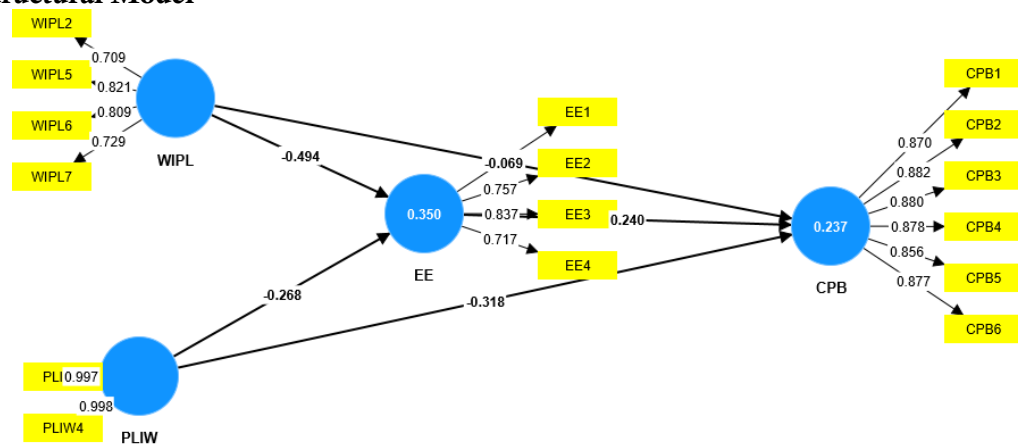 ructural Model
WIPL2
0.709
WIPL5
0.821
WIPL6
0.809
0.729
WIPL7
WIPL
-0.494
-0.069
EE1
EE2
0.757
EE3
0.837
0.240
0.717
EE4
0.350
EE
-0.268
-0.318
CPB1
0.870
CPB2
0.882
CPB3
0.880
CPB4
0.878
0.856
CPB5
0.877
CPB6
0.237
CPB
PLI
0.997
0.998
PLIW4
PLIW